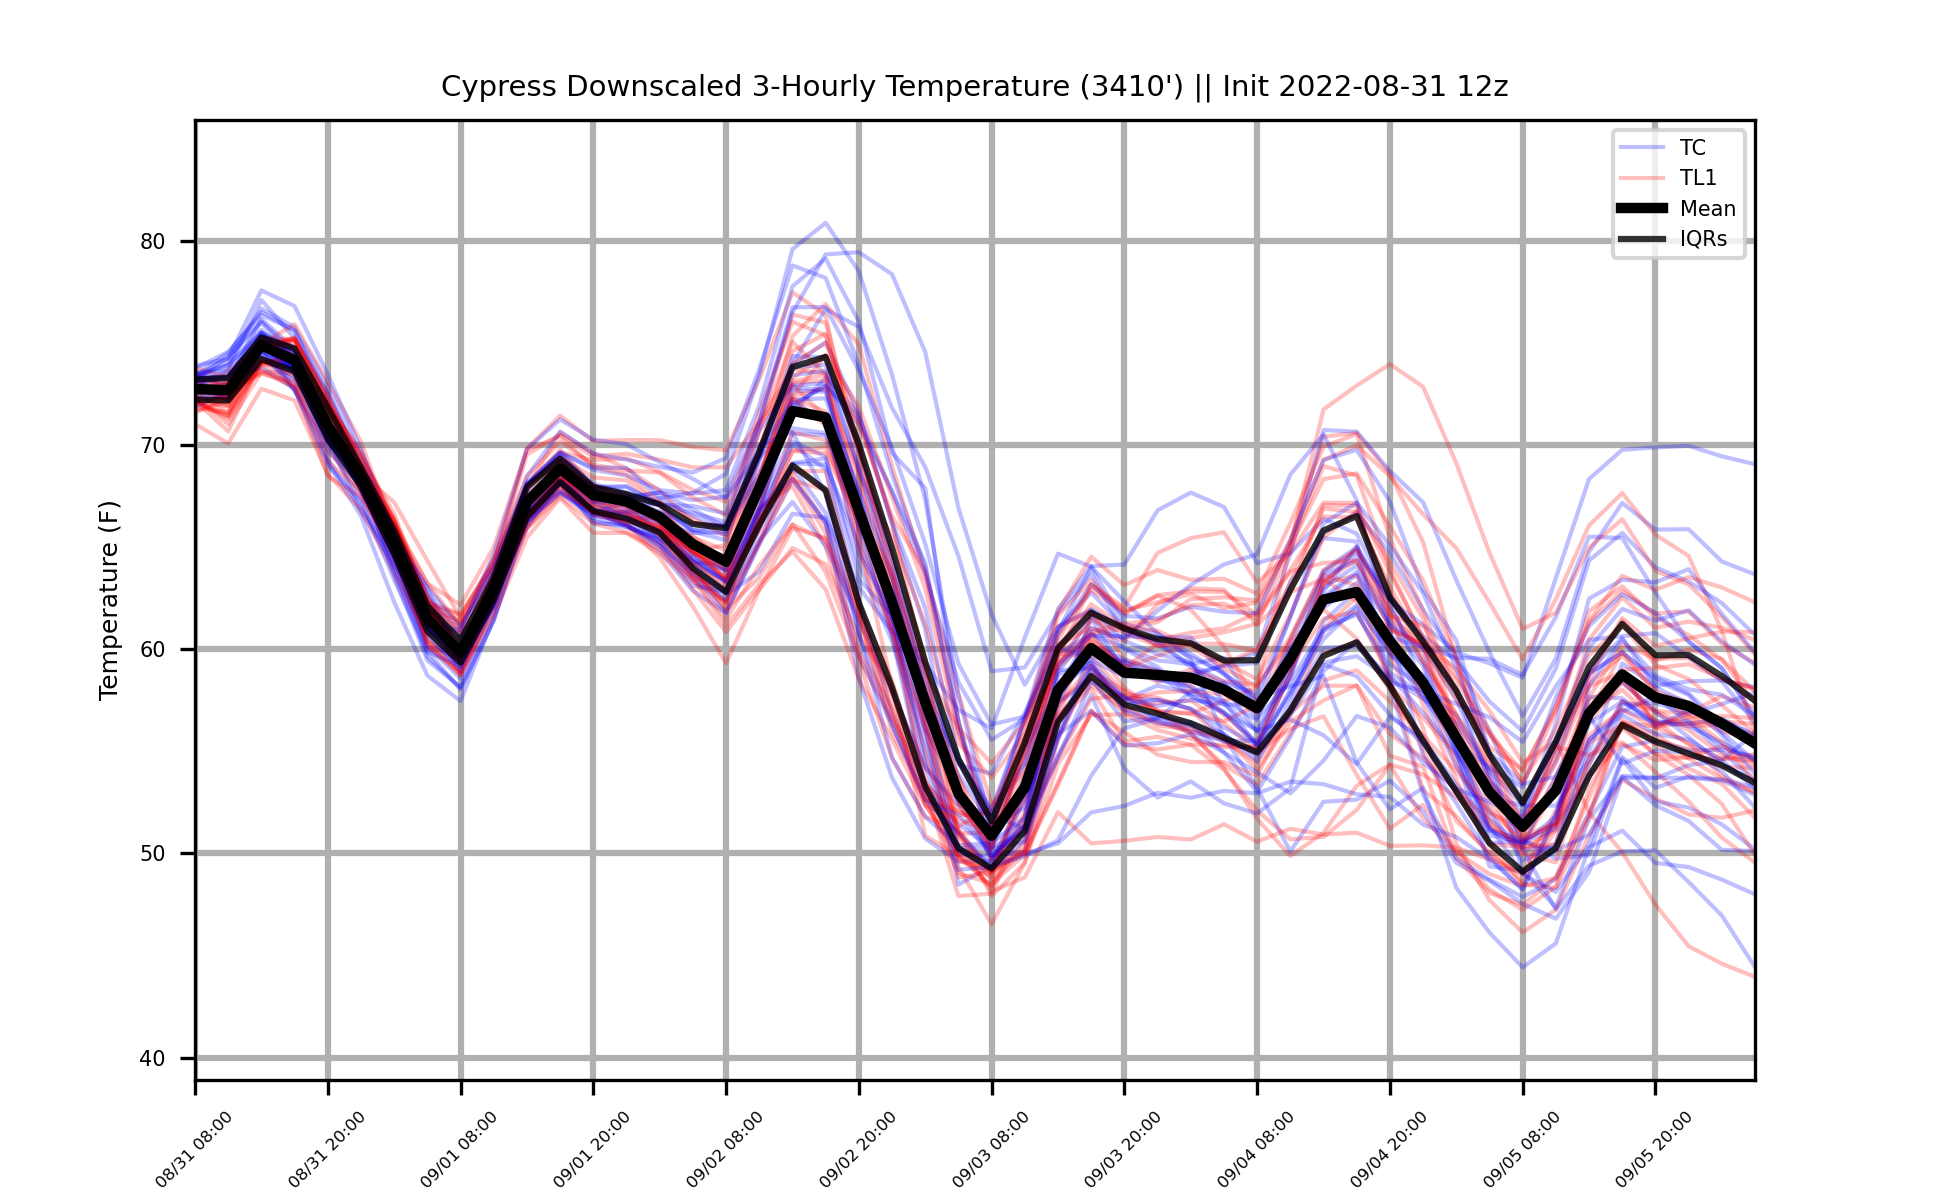 Cypress Downscaled 3-Hourly Temperature (3410') || Init 2022-08-31 12z
TC
TL1
Mean
IQRs
Temperature (F)
80
70
60
50
40
08/31 08:00
08/31 20:00
09/01 08:00
09/01 20:00
09/02 08:00
09/02 20:00
09/03 08:00
09/03 20:00
09/04 08:00
09/04 20:00
09/05 08:00
09/05 20:00